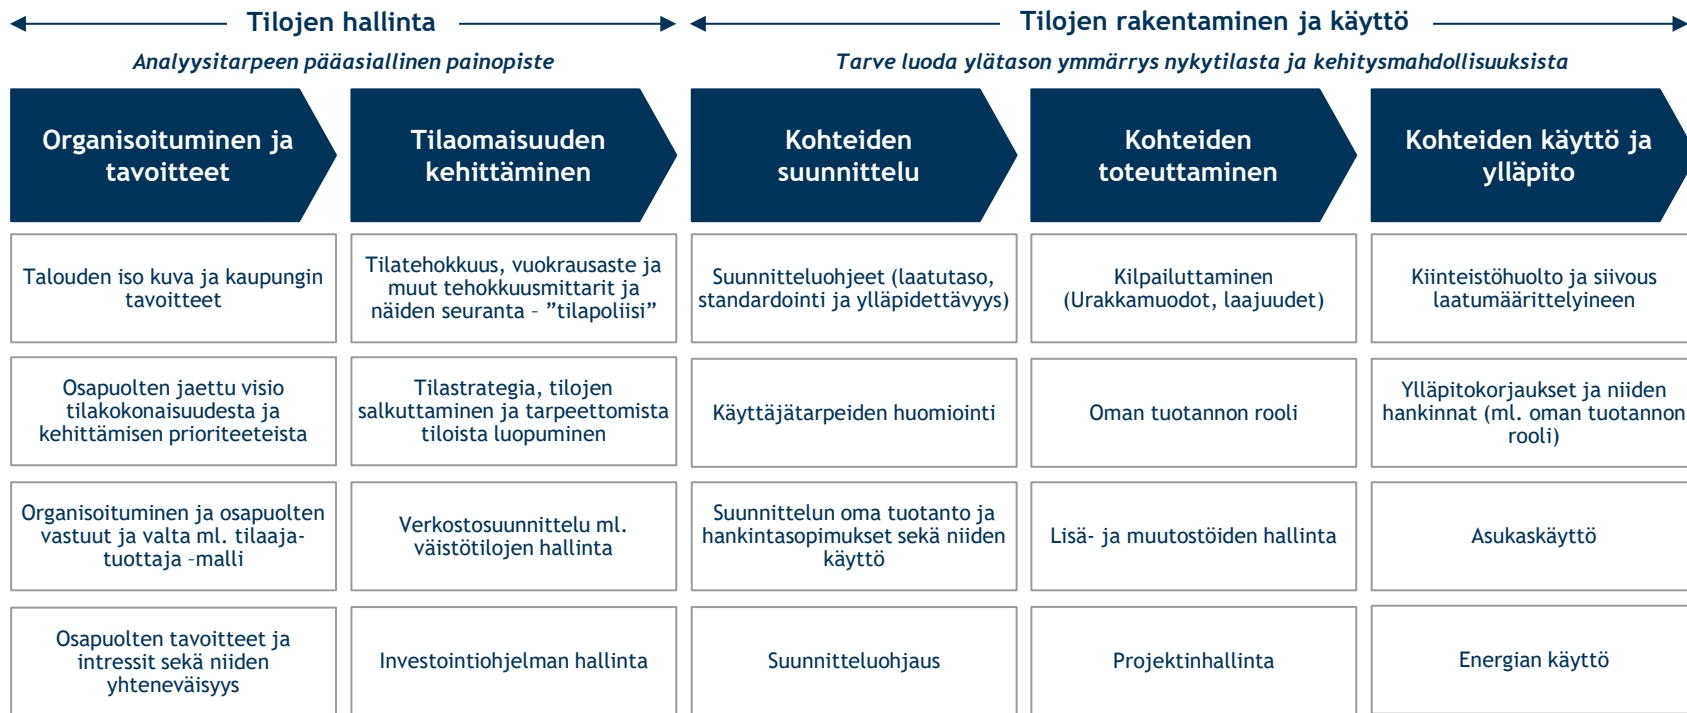 Tilojen hallinta
Tilojen rakentaminen ja käyttö
Analyysitarpeen pääasiallinen painopiste
Tarve luoda ylätason ymmärrys nykytilasta ja kehitysmahdollisuuksista
Organisoituminen ja
tavoitteet
Tilaomaisuuden
kehittäminen
Kohteiden
suunnittelu
Kohteiden
toteuttaminen
Kohteiden käyttö ja
ylläpito
Talouden iso kuva ja kaupungin
tavoitteet
Tilatehokkuus, vuokrausaste ja
muut tehokkuusmittarit ja
näiden seuranta – ”tilapoliisi”
Suunnitteluohjeet (laatutaso,
standardointi ja ylläpidettävyys)
Kilpailuttaminen
(Urakkamuodot, laajuudet)
Kiinteistöhuolto ja siivous
laatumäärittelyineen
Osapuolten jaettu visio
tilakokonaisuudesta ja
kehittämisen prioriteeteista
Tilastrategia, tilojen
salkuttaminen ja tarpeettomista
tiloista luopuminen
Käyttäjätarpeiden huomiointi
Oman tuotannon rooli
Ylläpitokorjaukset ja niiden
hankinnat (ml. oman tuotannon
rooli)
Organisoituminen ja osapuolten
vastuut ja valta ml. tilaaja-
tuottaja –malli
Verkostosuunnittelu ml.
väistötilojen hallinta
Suunnittelun oma tuotanto ja
hankintasopimukset sekä niiden
käyttö
Lisä- ja muutostöiden hallinta
Asukaskäyttö
Osapuolten tavoitteet ja
intressit sekä niiden
yhteneväisyys
Investointiohjelman hallinta
Suunnitteluohjaus
Projektinhallinta
Energian käyttö